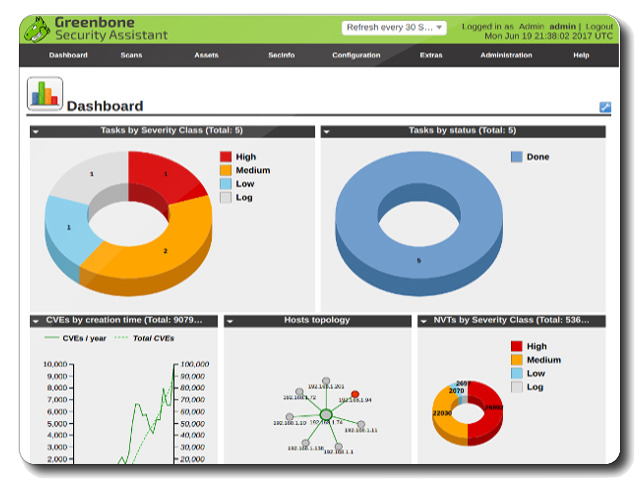 Greenbone
Security Assistant
Refresh every 30 S...
Logged in as Admin admin | Logout
Mon Jun 19 21:38:02 2017 UTC
Dashboard Scans Assets SecInfo Configuration Extras Administration Help
Dashboard
Tasks by Severity Class (Total: 5)
1
1
1
2
High
Medium
Low
Log
Tasks by status (Total: 5)
5
Done
CVEs by creation time (Total: 9079...
CVEs / year Total CVEs
10,000 100,000
9,000 90,000
8,000 80,000
7,000 70,000
6,000 60,000
5,000 50,000
4,000 40,000
3,000 30,000
2,000 20,000
Hosts topology
192.168.1.201
192.168.1.72
192.168.1.94
192.168.1.10
192.168.1.74
192.168.1.11
192.168.1.1
NVTs by Severity Class (Total: 536...
High
Medium
Low
Log
2070
22030